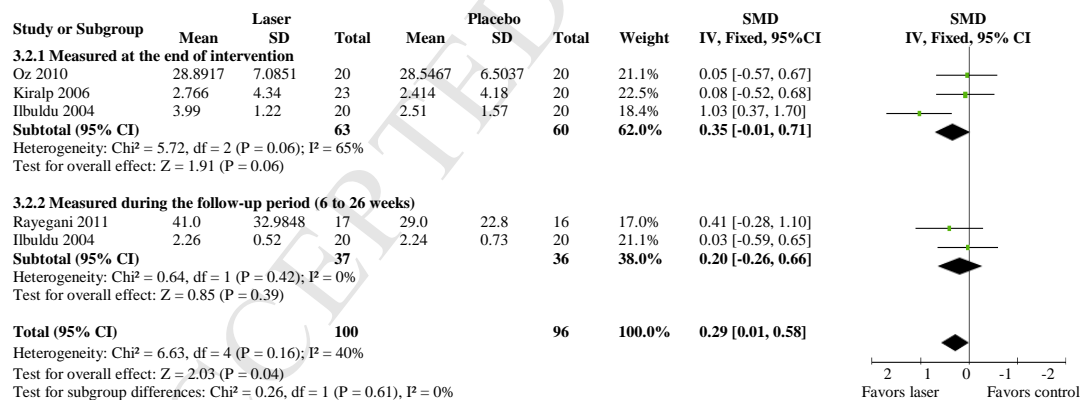 Study or Subgroup Laser Placebo SMD SMD
Mean SD Total Mean SD Total Weight IV, Fixed, 95%CI IV, Fixed, 95% CI
3.2.1 Measured at the end of intervention
Oz 2010 28.8917 7.0851 20 28.5467 6.5037 20 21.1% 0.05 [-0.57, 0.67]
Kiralp 2006 2.766 4.34 23 2.414 4.18 20 22.5% 0.08 [-0.52, 0.68]
Ilbuldu 2004 3.99 1.22 20 2.51 1.57 20 18.4% 1.03 [0.37, 1.70]
Subtotal (95% CI) 63 60 62.0% 0.35 [-0.01, 0.71]
Heterogeneity: Chi² = 5.72, df = 2 (P = 0.06); I² = 65%
Test for overall effect: Z = 1.91 (P = 0.06)
3.2.2 Measured during the follow-up period (6 to 26 weeks)
Rayegani 2011 41.0 32.9848 17 29.0 22.8 16 17.0% 0.41 [-0.28, 1.10]
Ilbuldu 2004 2.26 0.52 20 2.24 0.73 20 21.1% 0.03 [-0.59, 0.65]
Subtotal (95% CI) 37 36 38.0% 0.20 [-0.26, 0.66]
Heterogeneity: Chi² = 0.64, df = 1 (P = 0.42); I² = 0%
Test for overall effect: Z = 0.85 (P = 0.39)
Total (95% CI) 100 96 100.0% 0.29 [0.01, 0.58]
Heterogeneity: Chi² = 6.63, df = 4 (P = 0.16); I² = 40%
Test for overall effect: Z = 2.03 (P = 0.04)
Test for subgroup differences: Chi² = 0.26, df = 1 (P = 0.61), I² = 0%
2 1 0 -1 -2
Favors laser Favors control
CEPTED